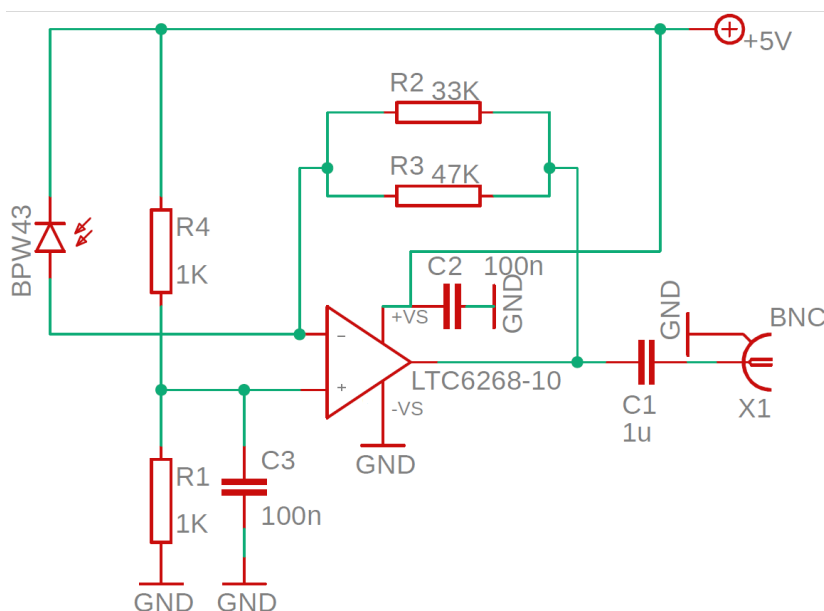 +5V
R2 33K
R3 47K
BPW43
R4
1K
C2 100n
GND
+VS
GND
BNC
−
+
LTC6268-10
-VS
C1
1u
X1
GND
R1
1K
C3
100n
GND
GND